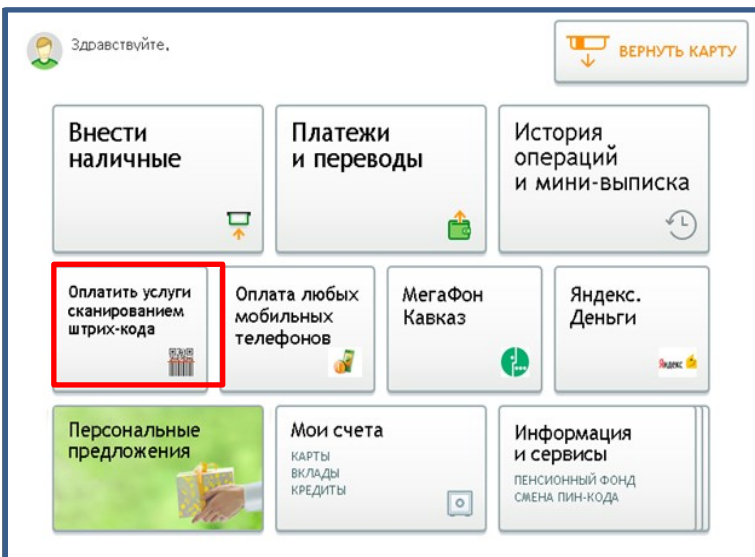 Здравствуйте,
ВЕРНУТЬ КАРТУ
Внести
наличные
Платежи
и переводы
История
операций
и мини-выписка
Оплатить услуги
сканированием
штрих-кода
Оплата любых
мобильных
телефонов
МегаФон
Кавказ
Яндекс.
Деньги
Яндекс
Персональные
предложения
Мои счета
КАРТЫ
ВКЛАДЫ
КРЕДИТЫ
Информация
и сервисы
ПЕНСИОННЫЙ ФОНД
СМЕНА ПИН-КОДА